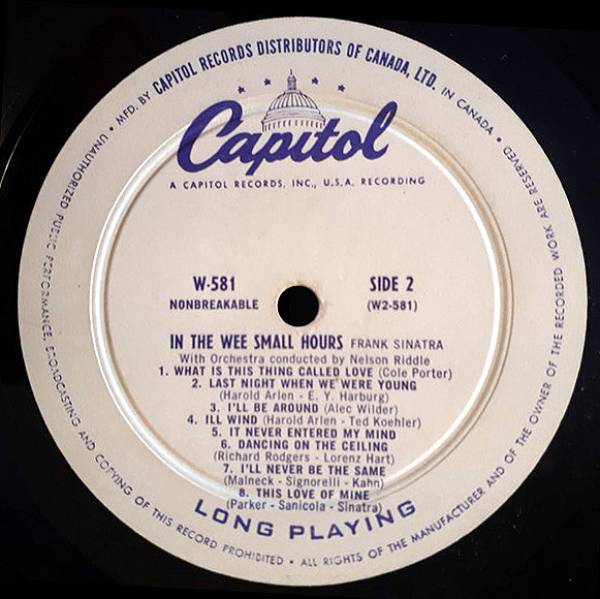 MFD. BY CAPITOL RECORDS DISTRIBUTORS OF CANADA, LTD. IN CANADA •
Capitol
A CAPITOL RECORDS, INC., U.S.A. RECORDING
W-581 SIDE 2
NONBREAKABLE (W2-581)
IN THE WEE SMALL HOURS FRANK SINATRA
With Orchestra conducted by Nelson Riddle
1. WHAT IS THIS THING CALLED LOVE (Cole Porter)
2. LAST NIGHT WHEN WE WERE YOUNG
(Harold Arlen - E. Y. Harburg)
3. I'LL BE AROUND (Alec Wilder)
4. ILL WIND (Harold Arlen - Ted Koehler)
5. IT NEVER ENTERED MY MIND
6. DANCING ON THE CEILING
(Richard Rodgers - Lorenz Hart)
7. I'LL NEVER BE THE SAME
(Malneck - Signorelli - Kahn)
8. THIS LOVE OF MINE
(Parker - Sanicola - Sinatra)
LONG PLAYING
UNAUTHORIZED PUBLIC PERFORMANCE, BROADCASTING AND COPYING OF THIS RECORD PROHIBITED • ALL RIGHTS OF THE MANUFACTURER AND OF THE OWNER OF THE RECORDED WORK ARE RESERVED •